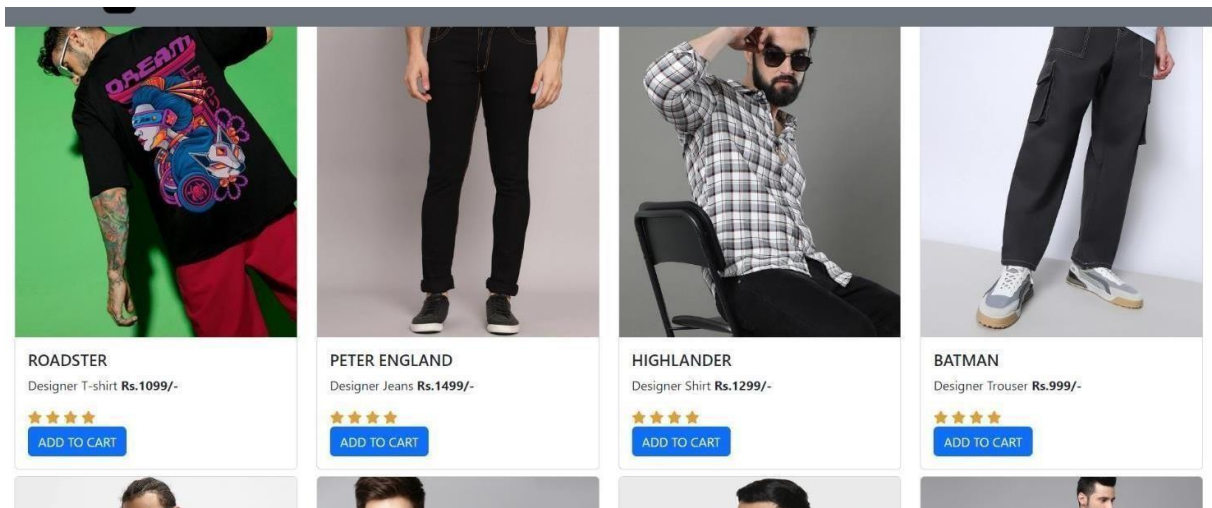 DREAM
ROADSTER
Designer T-shirt Rs.1099/-
ADD TO CART
PETER ENGLAND
Designer Jeans Rs.1499/-
ADD TO CART
HIGHLANDER
Designer Shirt Rs.1299/-
ADD TO CART
BATMAN
Designer Trouser Rs.999/-
ADD TO CART